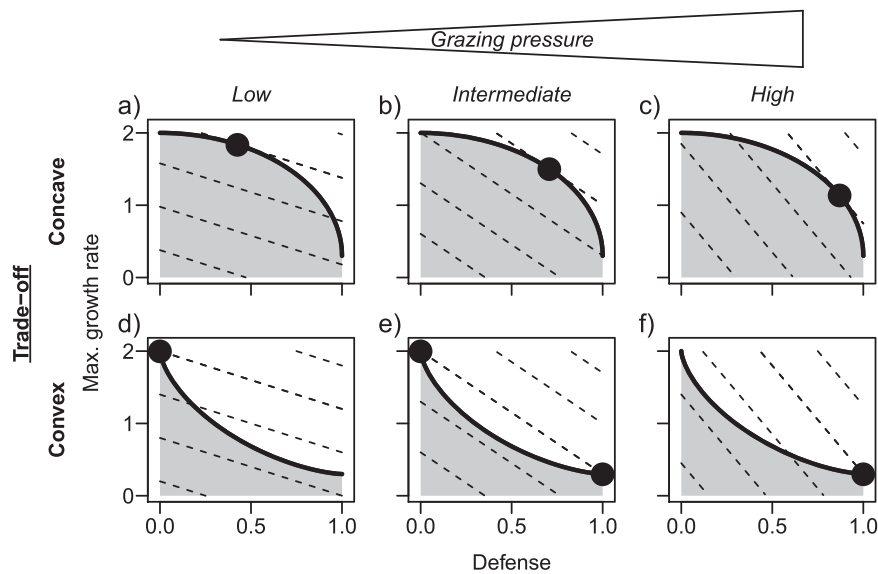 Grazing pressure
Low
Intermediate
High
a)
b)
c)
Trade–off
Concave
Convex
Max. growth rate
2
1
0
d)
e)
f)
2
1
0
0.0
0.5
1.0
0.0
0.5
1.0
0.0
0.5
1.0
Defense